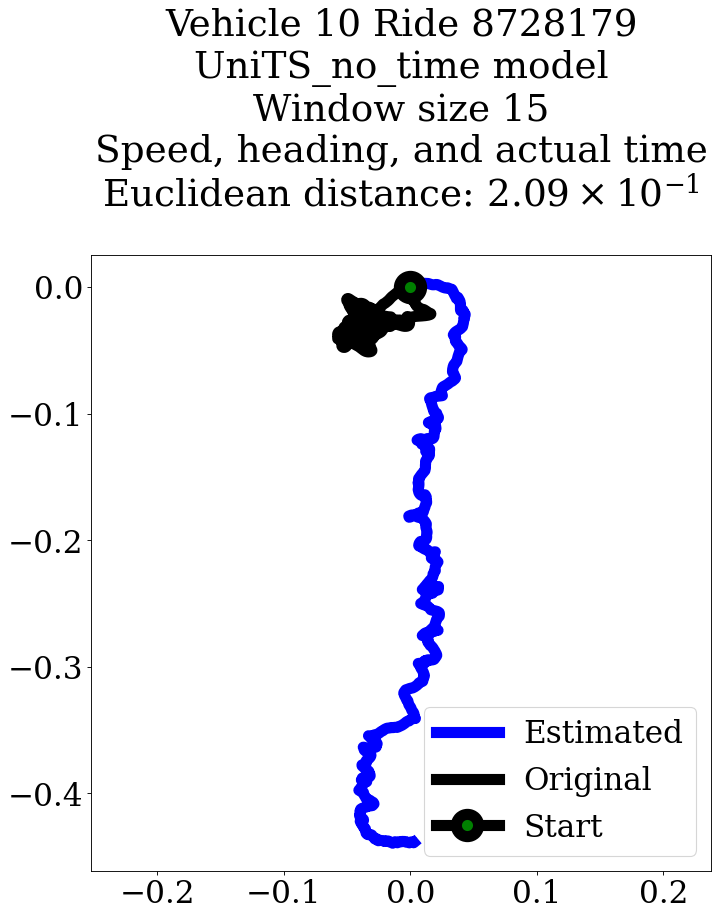 Vehicle 10 Ride 8728179
UniTS_no_time model
Window size 15
Speed, heading, and actual time
Euclidean distance: 2.09 × 10⁻¹
0.0
−0.1
−0.2
−0.3
−0.4
Estimated
Original
Start
−0.2 −0.1 0.0 0.1 0.2